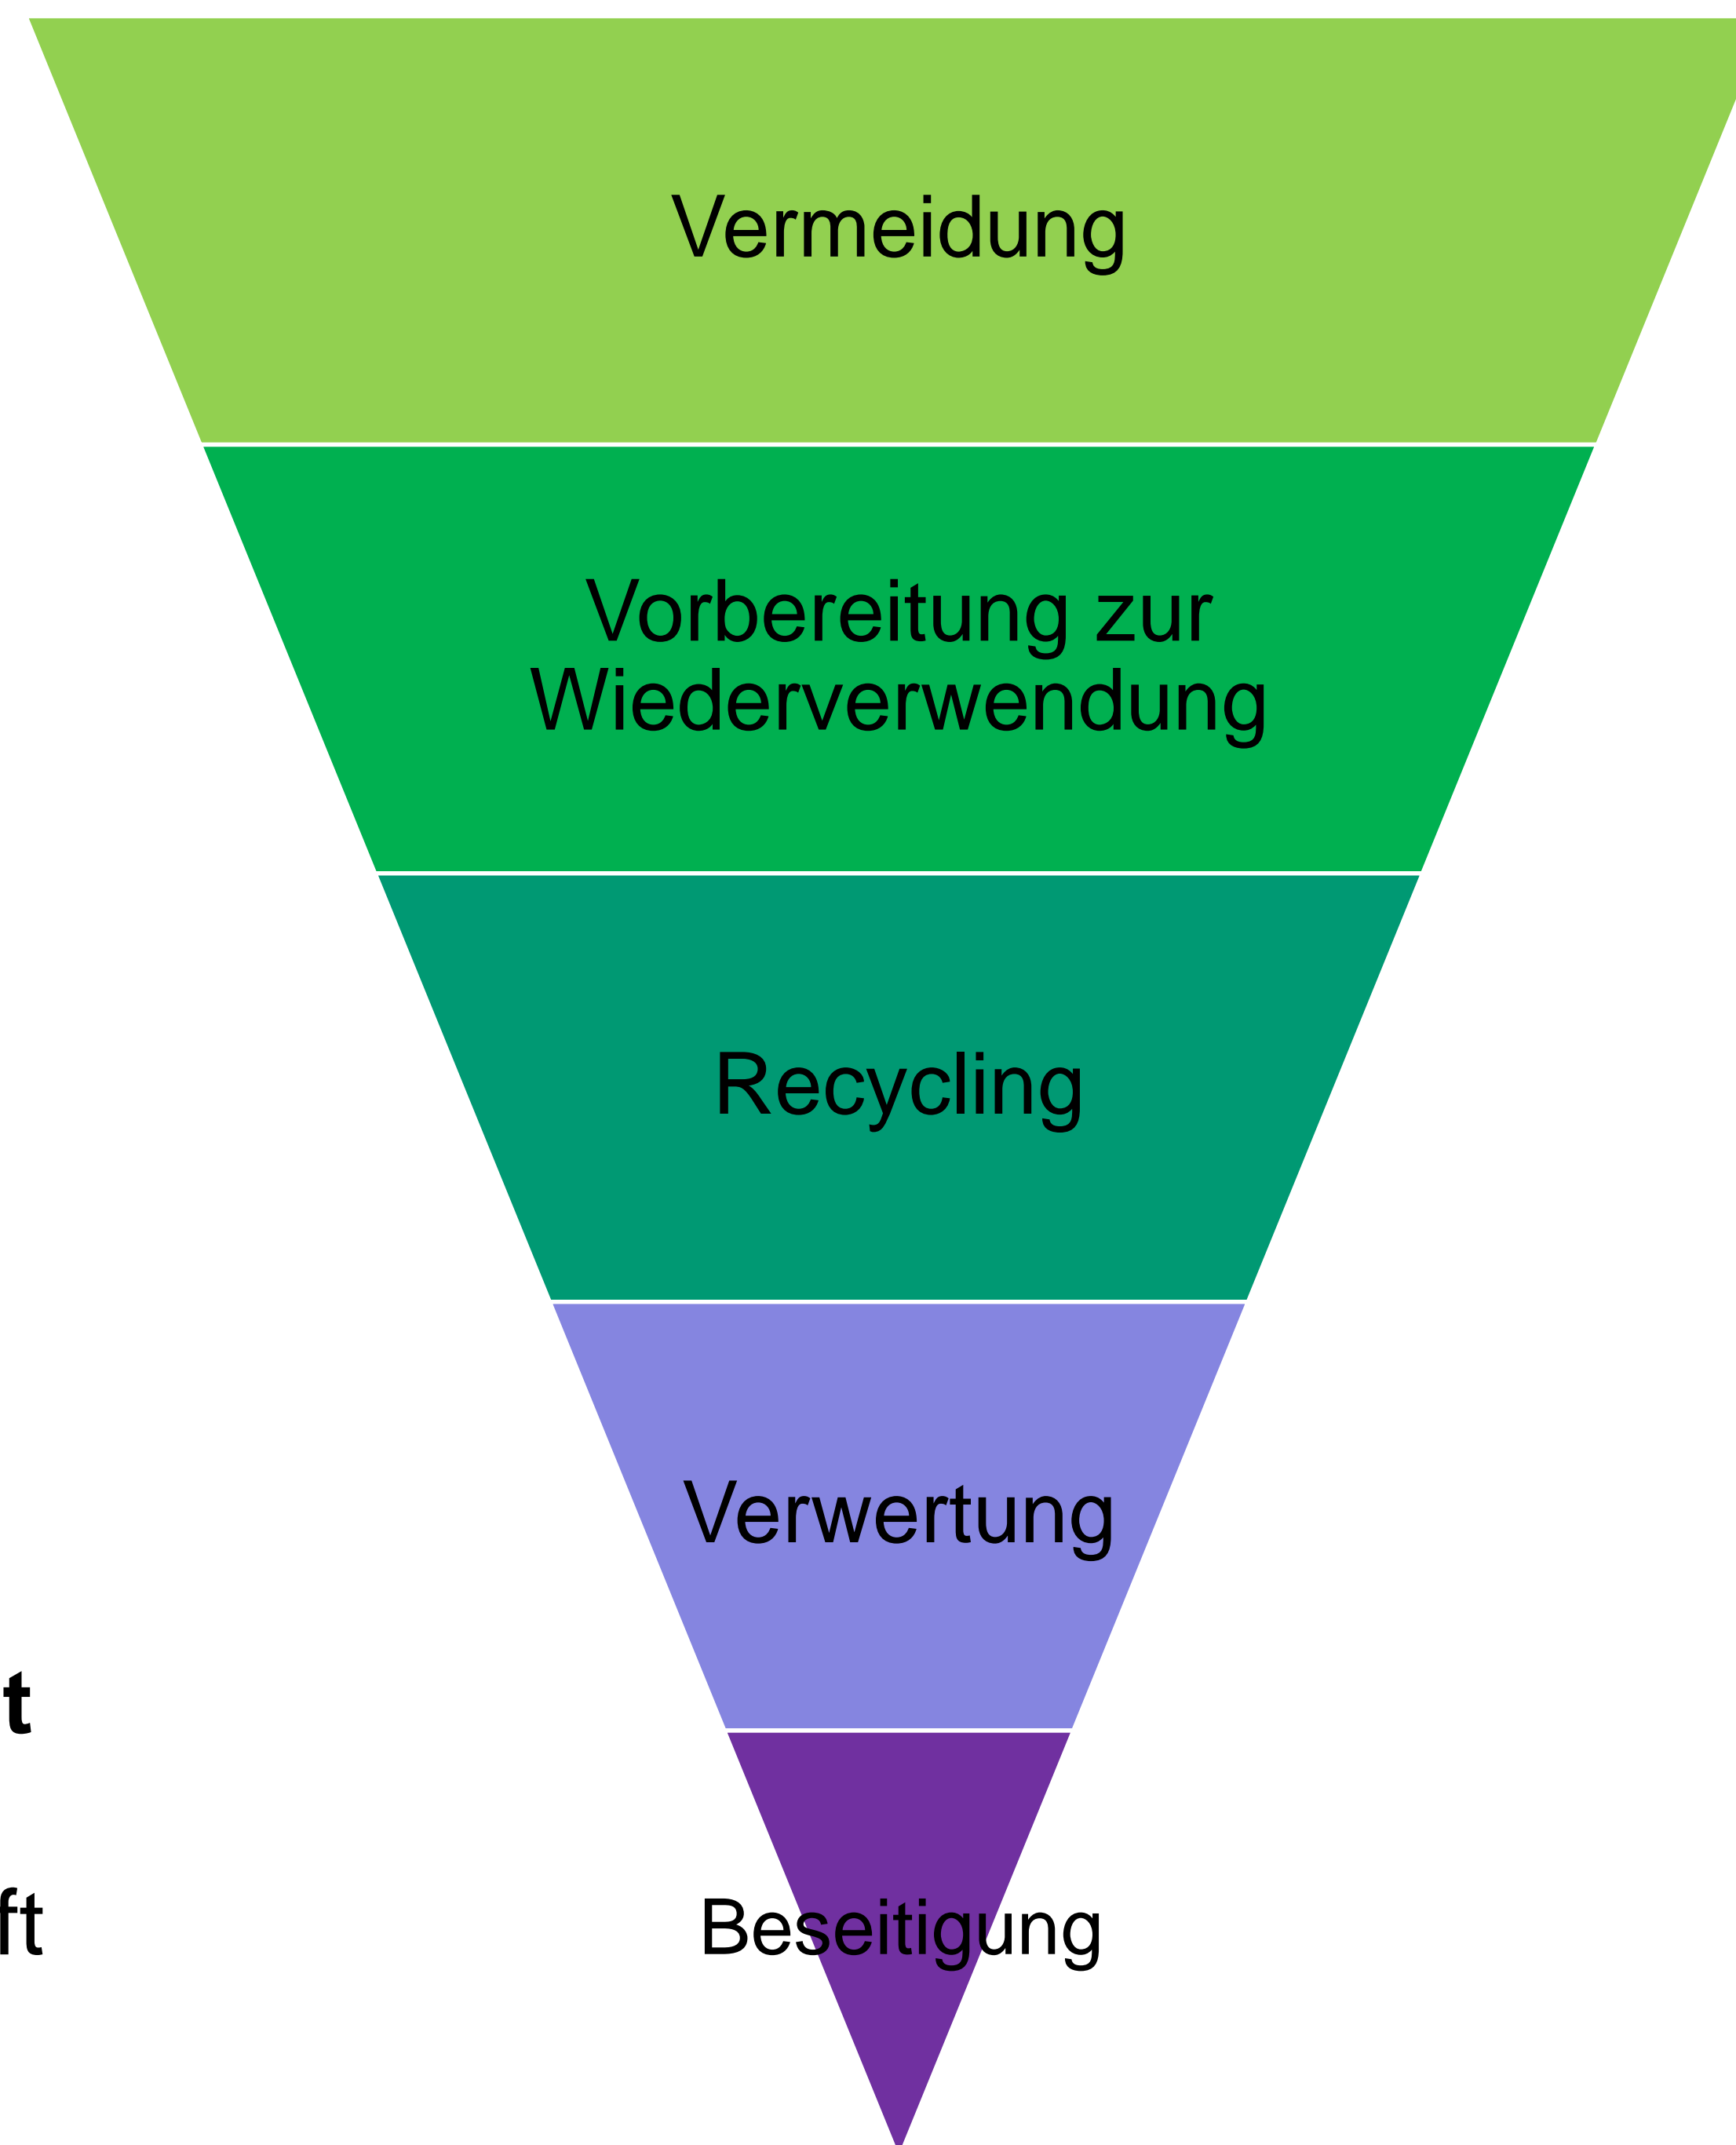 Vermeidung
Vorbereitung zur
Wiederverwendung
Recycling
Verwertung
t
ft
Beseitigung